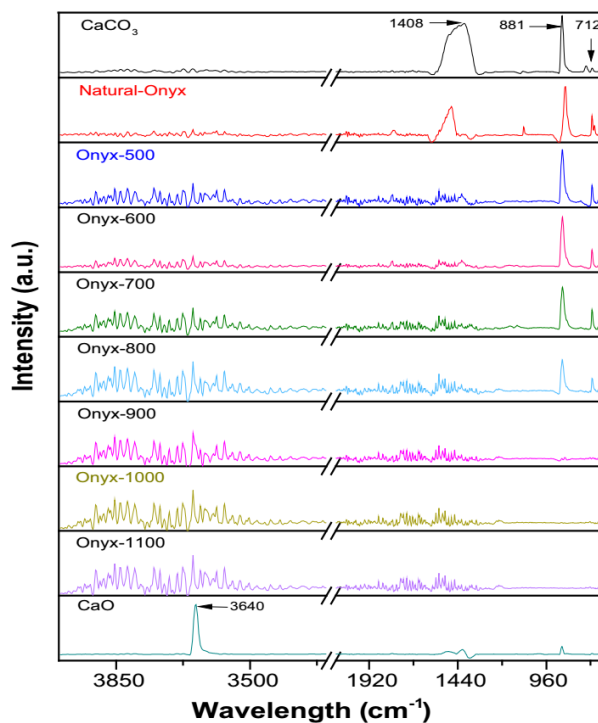 CaCO₃
1408
881
712
Natural-Onyx
Onyx-500
Onyx-600
Onyx-700
Onyx-800
Onyx-900
Onyx-1000
Onyx-1100
CaO
3640
Intensity (a.u.)
3850 3500 1920 1440 960
Wavelength (cm⁻¹)